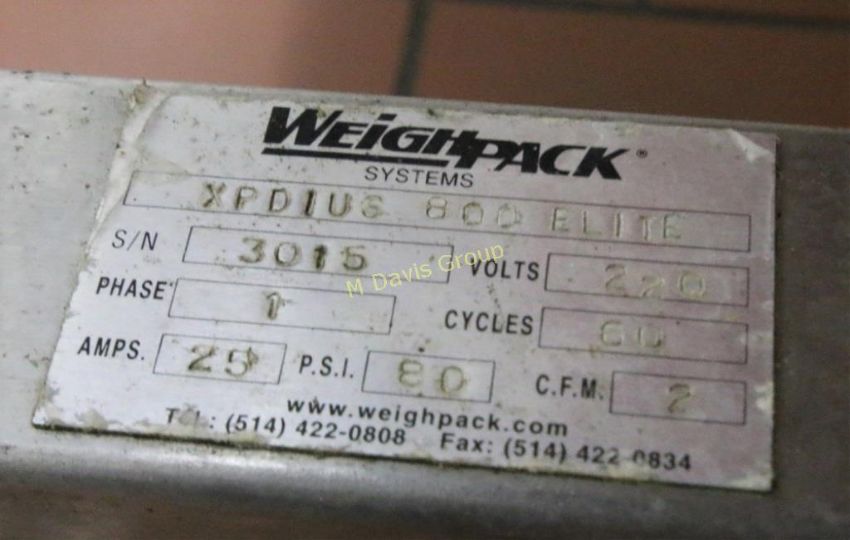 WEIGHPACK®
SYSTEMS
XPDIUS 800 ELITE
S/N 3015 VOLTS 220
PHASE 1 CYCLES 60
AMPS. 25 P.S.I. 80 C.F.M. 2
www.weighpack.com
Tel: (514) 422-0808 Fax: (514) 422-0834
M Davis Group